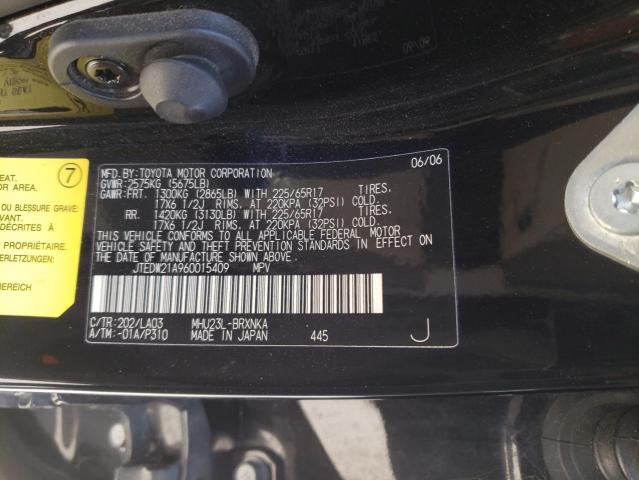 7
R AREA.
OU BLESSURE GRAVE
PROPRIÉTAIRE
ERLETZUNGEN.
BEREICH
MFD.BY:TOYOTA MOTOR CORPORATION 06/06
GVWR:2575KG (5675LB)
GAWR:FRT. 1300KG (2865LB) WITH 225/65R17 TIRES,
17X6 1/2J RIMS, AT 220KPA (32PSI) COLD.
RR. 1420KG (3130LB) WITH 225/65R17 TIRES,
17X6 1/2J RIMS, AT 220KPA (32PSI) COLD.
THIS VEHICLE CONFORMS TO ALL APPLICABLE FEDERAL MOTOR
VEHICLE SAFETY AND THEFT PREVENTION STANDARDS IN EFFECT ON
THE DATE OF MANUFACTURE SHOWN ABOVE.
JTEDW21A960015409 MPV
C/TR:202/LA03 MHU23L-BRXNKA
A/TM:-01A/P310 MADE IN JAPAN 445 J